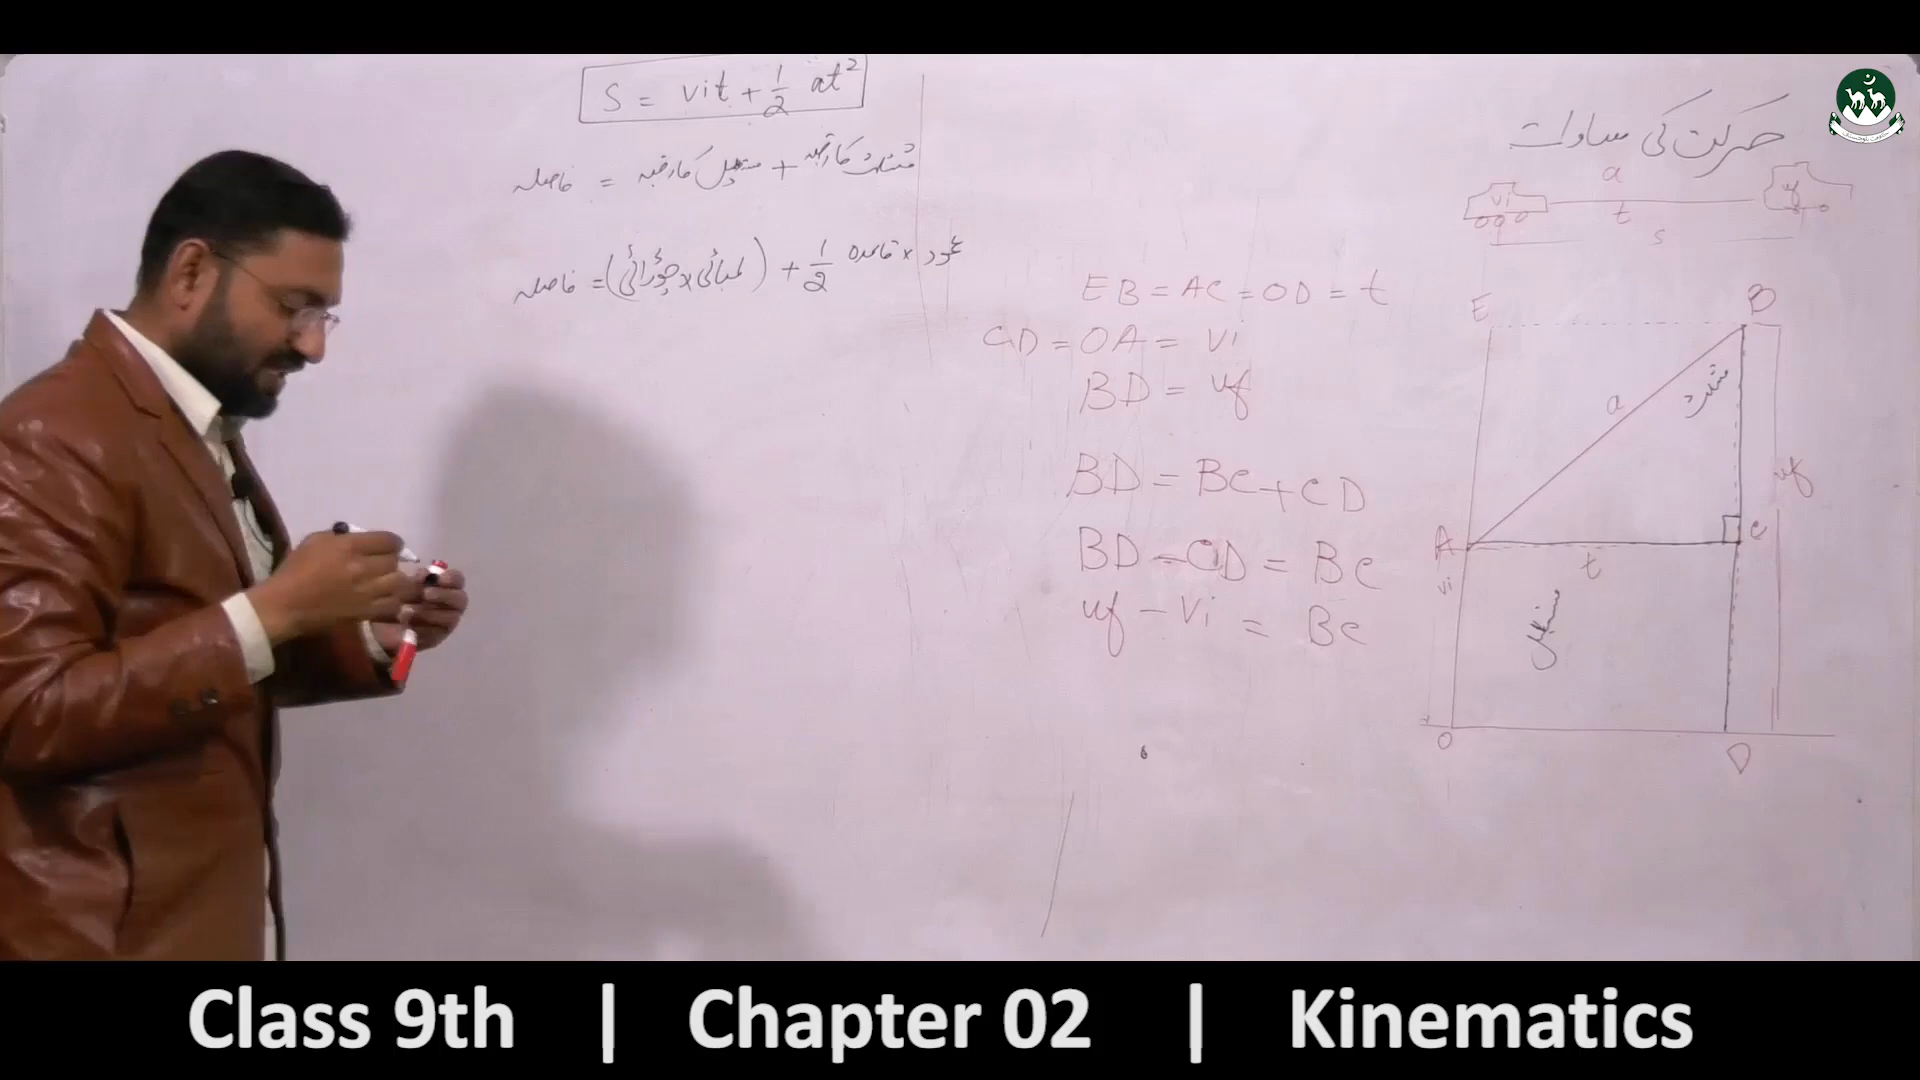 S = vit + 1/2 at²
فاصلہ = مستطیل کا رقبہ + مثلث کا رقبہ
فاصلہ = (لمبائی x چوڑائی) + 1/2 قاعدہ x عمود
حرکت کی مساوات
a
vi
t
vf
s
EB = AC = OD = t
CD = OA = vi
BD = vf
BD = BC + CD
BD - CD = BC
vf - vi = BC
E
B
a
مثلث
vf
A
vi
C
t
مستطیل
O
D
Class 9th | Chapter 02 | Kinematics